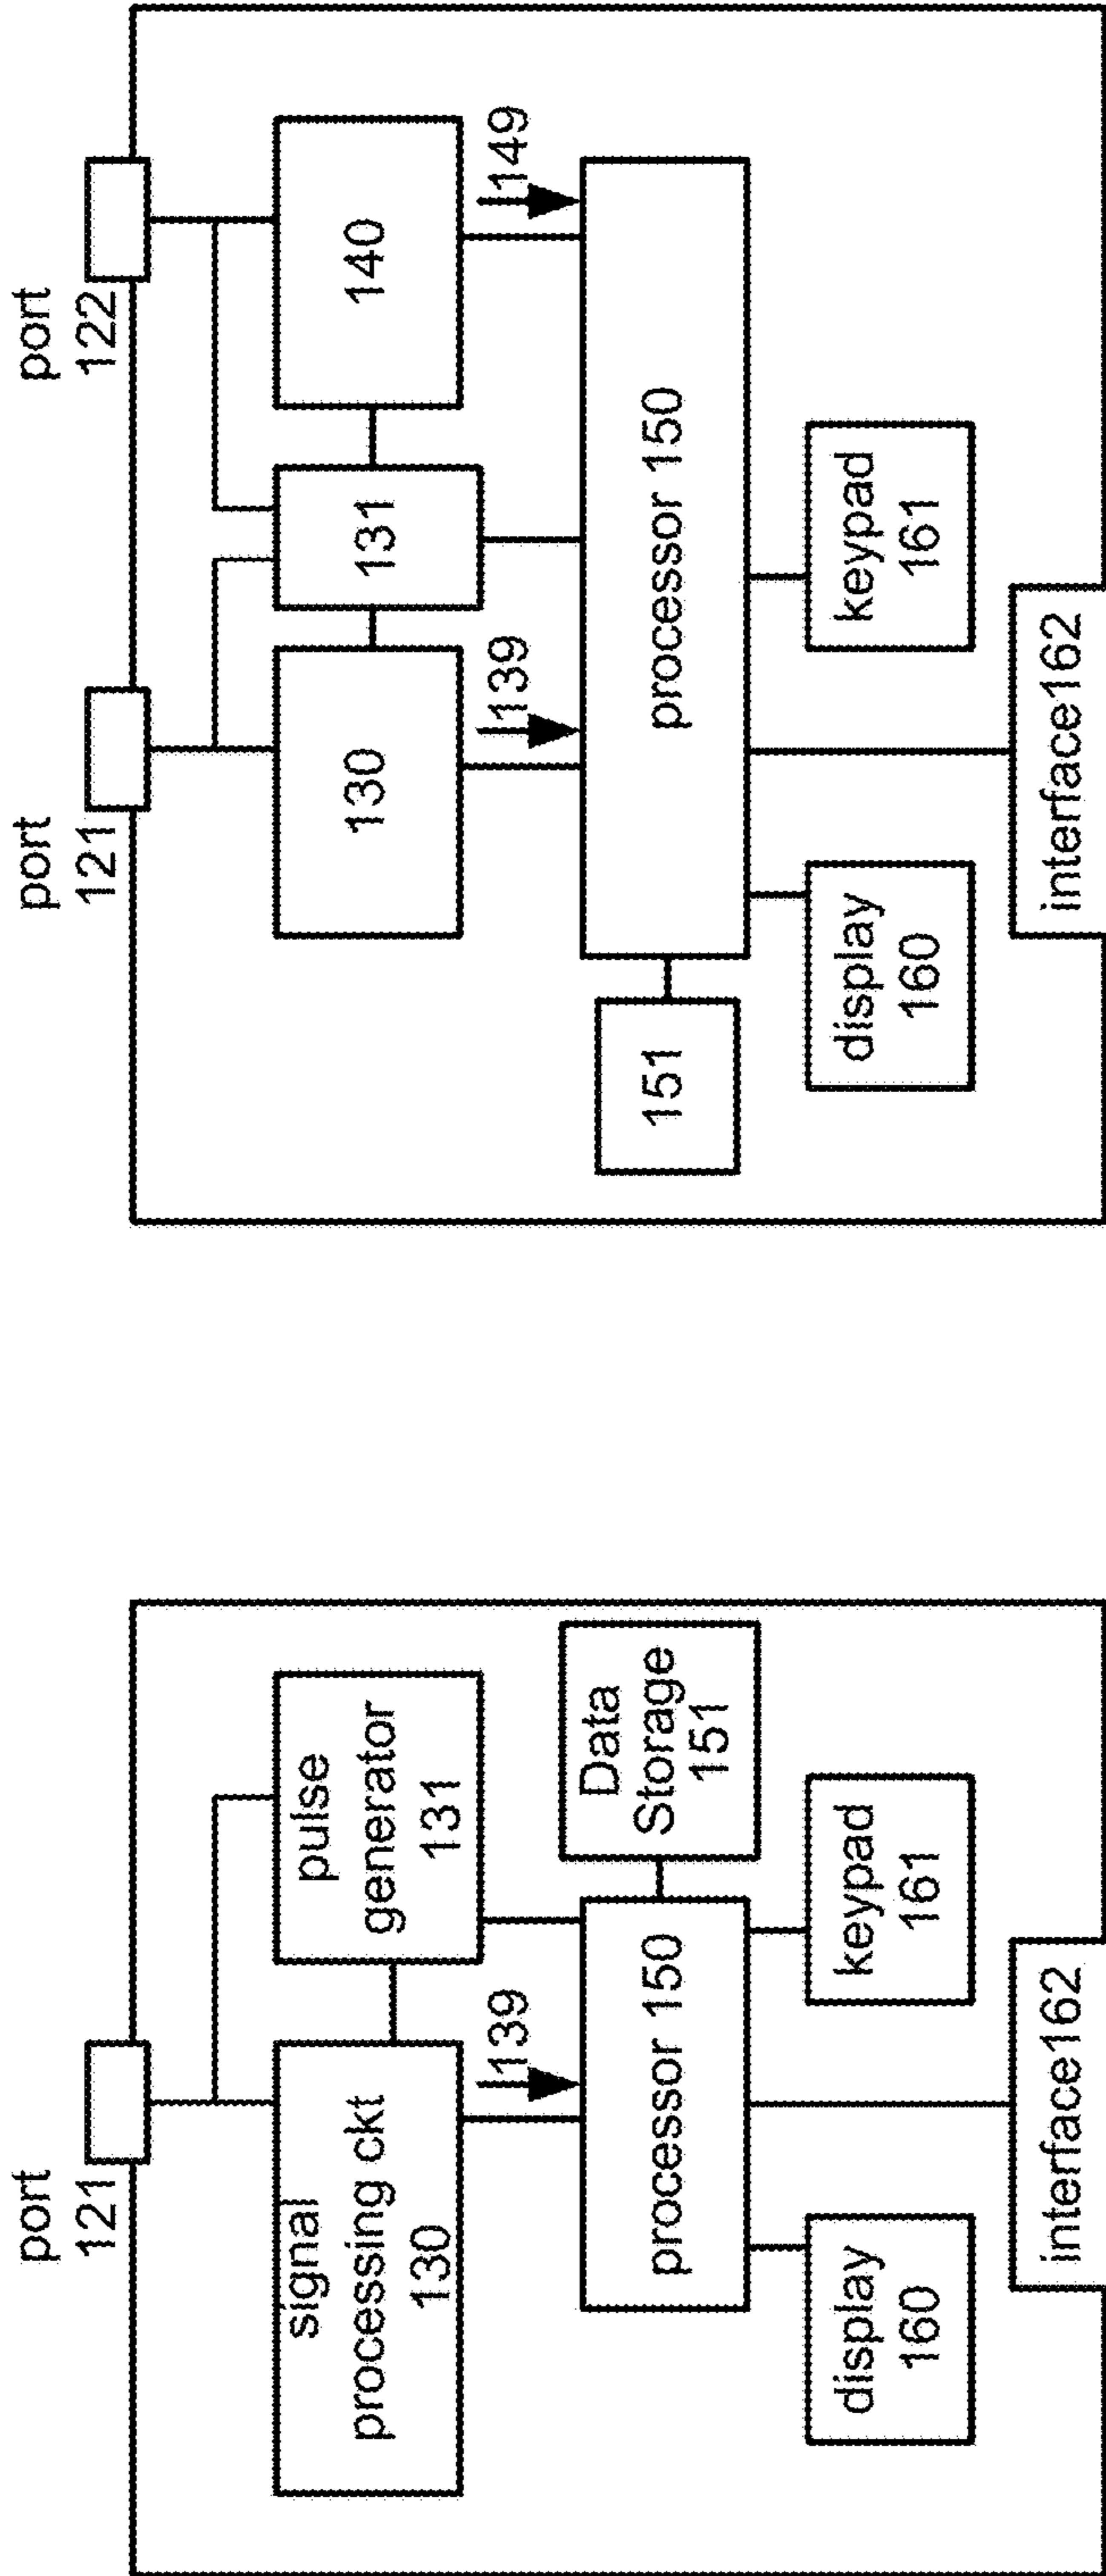 port
121
signal
processing ckt
130
pulse
generator
131
139
processor 150
Data
Storage
151
display
160
keypad
161
interface162
port
121
port
122
130
131
140
139
149
151
processor 150
display
160
keypad
161
interface162